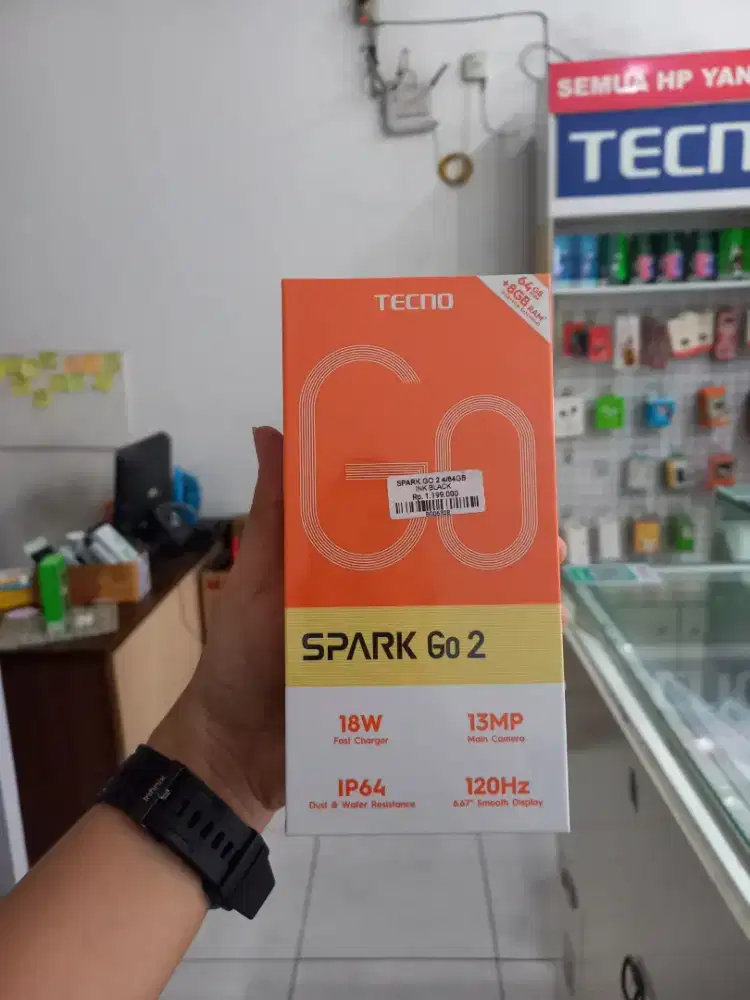 SEMUA HP YAN
TECN
TECNO
64GB
+8GB RAM*
SPARK GO 2 4/64GB
INK BLACK
Rp. 1.199.000
SPARK Go 2
18W
Fast Charger
13MP
Main Camera
IP64
Dust & Water Resistance
120Hz
6.67" Smooth Display
Infinix